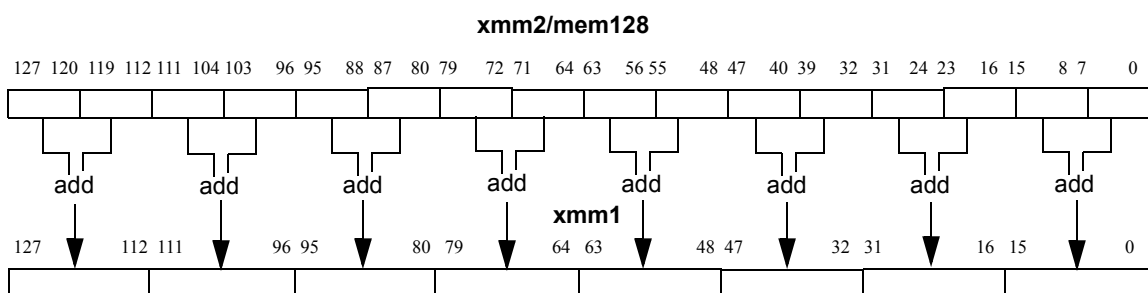 xmm2/mem128
127 120 119 112 111 104 103 96 95 88 87 80 79 72 71 64 63 56 55 48 47 40 39 32 31 24 23 16 15 8 7 0
add add add add add add add add
xmm1
127 112 111 96 95 80 79 64 63 48 47 32 31 16 15 0